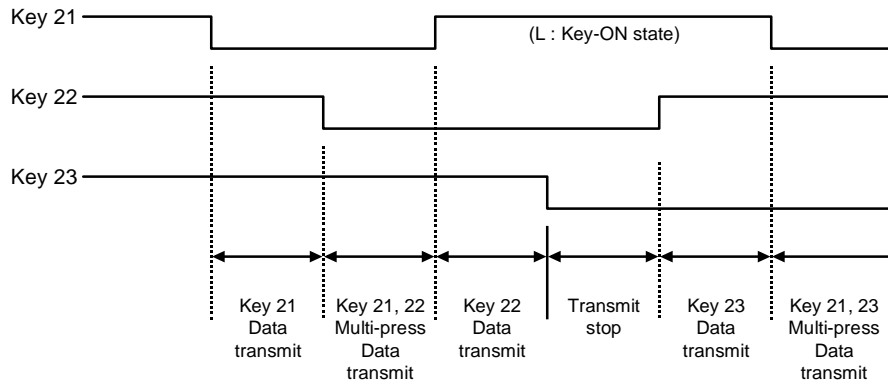 Key 21
(L : Key-ON state)
Key 22
Key 23
Key 21
Data
transmit
Key 21, 22
Multi-press
Data
transmit
Key 22
Data
transmit
Transmit
stop
Key 23
Data
transmit
Key 21, 23
Multi-press
Data
transmit